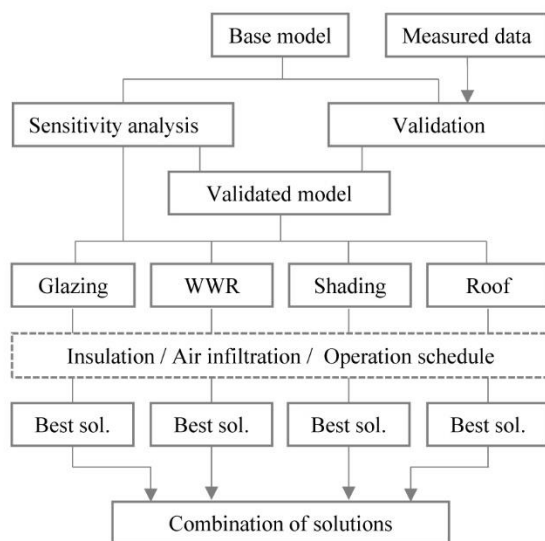 Base model
Measured data
Sensitivity analysis
Validation
Validated model
Glazing
WWR
Shading
Roof
Insulation / Air infiltration / Operation schedule
Best sol.
Best sol.
Best sol.
Best sol.
Combination of solutions